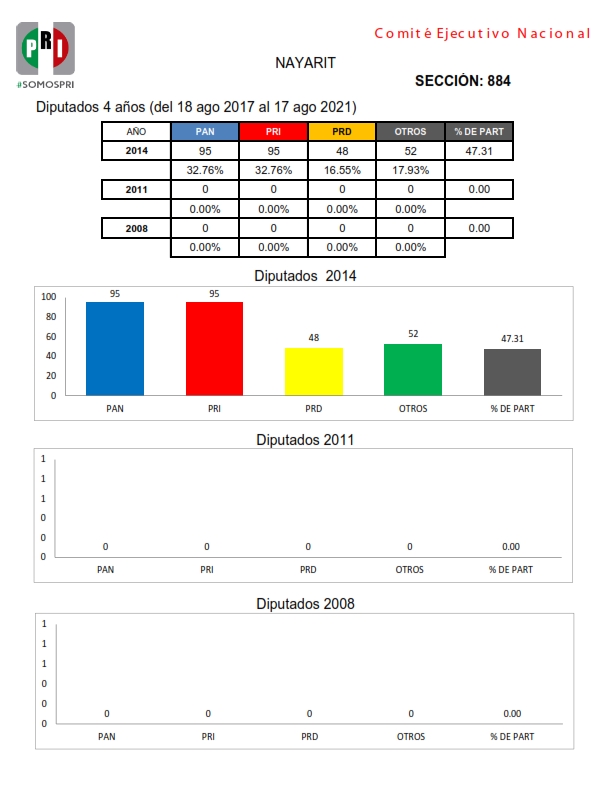 Comité Ejecutivo Nacional
PRI
#SOMOSPRI
NAYARIT
SECCIÓN: 884
Diputados 4 años (del 18 ago 2017 al 17 ago 2021)
AÑO PAN PRI PRD OTROS % DE PART
2014 95 95 48 52 47.31
32.76% 32.76% 16.55% 17.93%
2011 0 0 0 0 0.00
0.00% 0.00% 0.00% 0.00%
2008 0 0 0 0 0.00
0.00% 0.00% 0.00% 0.00%
Diputados 2014
100
80
60
40
20
0
95 95 48 52 47.31
PAN PRI PRD OTROS % DE PART
Diputados 2011
1
1
1
0
0
0
0 0 0 0 0.00
PAN PRI PRD OTROS % DE PART
Diputados 2008
1
1
1
0
0
0
0 0 0 0 0.00
PAN PRI PRD OTROS % DE PART